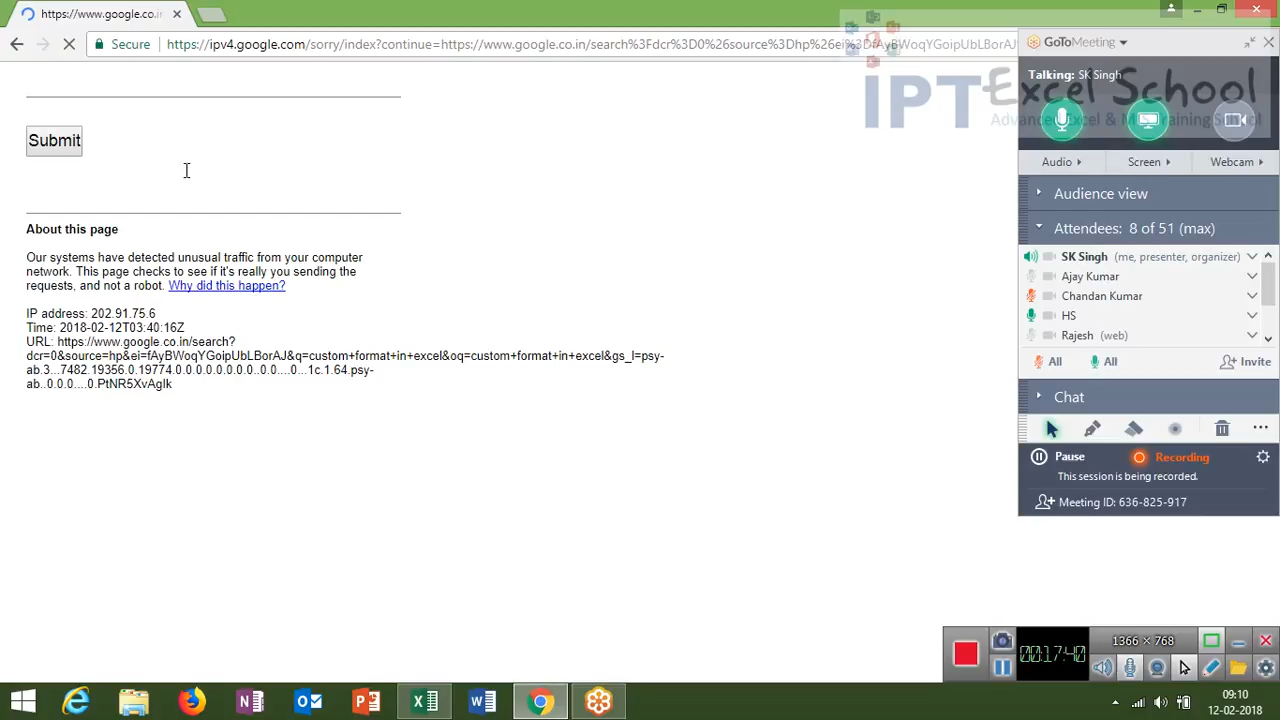 https://www.google.co.in
Secure
https://ipv4.google.com/sorry/index?continue=https://www.google.co.in/search%3Fdcr%3D0%26source%3Dhp%26ei%3DfAyBWoqYGoipUbLBorAJ
GoToMeeting
Talking: SK Singh
IPT Excel School
Advanced Excel & MIS Training School
Audio
Screen
Webcam
Audience view
Attendees: 8 of 51 (max)
SK Singh (me, presenter, organizer)
Ajay Kumar
Chandan Kumar
HS
Rajesh (web)
All
All
Invite
Chat
Pause
Recording
This session is being recorded.
Meeting ID: 636-825-917
Submit
About this page
Our systems have detected unusual traffic from your computer
network. This page checks to see if it's really you sending the
requests, and not a robot. Why did this happen?
IP address: 202.91.75.6
Time: 2018-02-12T03:40:16Z
URL: https://www.google.co.in/search?
dcr=0&source=hp&ei=fAyBWoqYGoipUbLBorAJ&q=custom+format+in+excel&oq=custom+format+in+excel&gs_l=psy-
ab.3...7482.19356.0.19774.0.0.0.0.0.0.0.0..0.0....0...1c.1.64.psy-
ab..0.0.0....0.PtNR5XvAglk
00:17:40
1366 × 768
09:10
12-02-2018